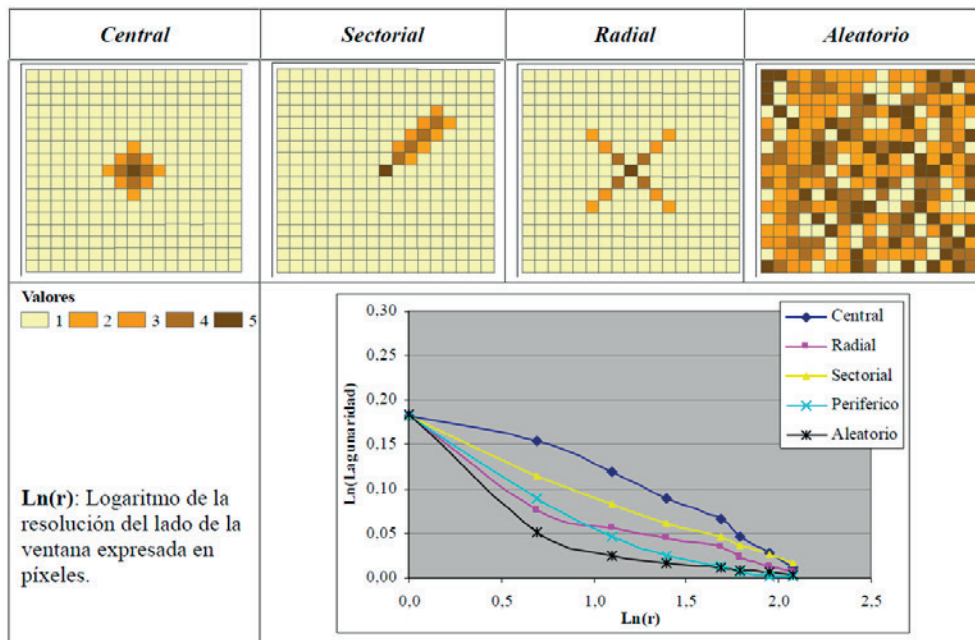 Central
Sectorial
Radial
Aleatorio
Valores
1 2 3 4 5
Ln(r): Logaritmo de la
resolución del lado de la
ventana expresada en
píxeles.
Ln(Lagunaridad)
0.30
0.25
0.20
0.15
0.10
0.05
0.00
0,0 0.5 1.0 1.5 2.0 2.5
Ln(r)
Central
Radial
Sectorial
Periferico
Aleatorio